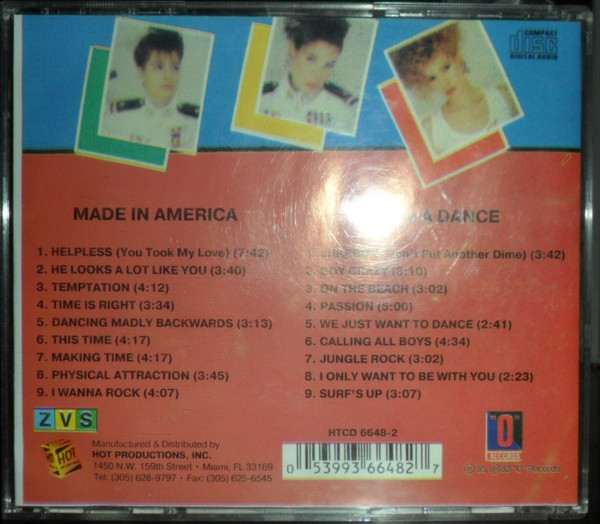 COMPACT
disc
DIGITAL AUDIO
MADE IN AMERICA
1. HELPLESS (You Took My Love) (7:42)
2. HE LOOKS A LOT LIKE YOU (3:40)
3. TEMPTATION (4:12)
4. TIME IS RIGHT (3:34)
5. DANCING MADLY BACKWARDS (3:13)
6. THIS TIME (4:17)
7. MAKING TIME (4:17)
8. PHYSICAL ATTRACTION (3:45)
9. I WANNA ROCK (4:07)
A DANCE
1. Put Another Dime) (3:42)
2. BOY CRAZY (3:10)
3. ON THE BEACH (3:02)
4. PASSION (5:00)
5. WE JUST WANT TO DANCE (2:41)
6. CALLING ALL BOYS (4:34)
7. JUNGLE ROCK (3:02)
8. I ONLY WANT TO BE WITH YOU (2:23)
9. SURF'S UP (3:07)
ZVS
HOT
Manufactured & Distributed by
HOT PRODUCTIONS, INC.
1450 N.W. 159th Street • Miami, FL 33169
Tel: (305) 628-9797 • Fax: (305) 625-6545
HTCD 6648-2
0 53993 66482 7
"O"
RECORDS
Records